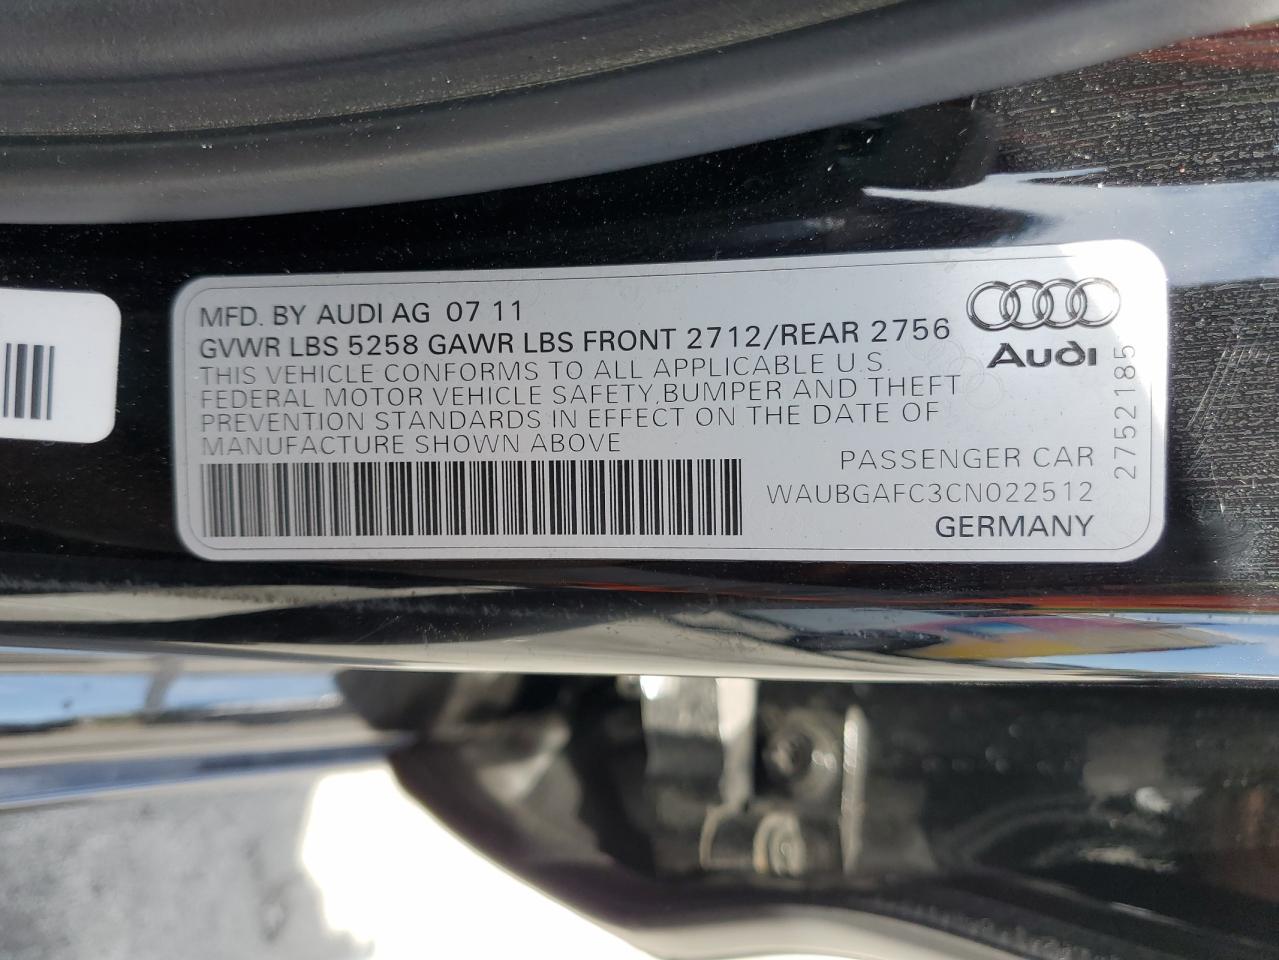 MFD. BY AUDI AG 07 11
GVWR LBS 5258 GAWR LBS FRONT 2712/REAR 2756
THIS VEHICLE CONFORMS TO ALL APPLICABLE U.S.
FEDERAL MOTOR VEHICLE SAFETY, BUMPER AND THEFT
PREVENTION STANDARDS IN EFFECT ON THE DATE OF
MANUFACTURE SHOWN ABOVE
Audi
2752185
PASSENGER CAR
WAUBGAFC3CN022512
GERMANY